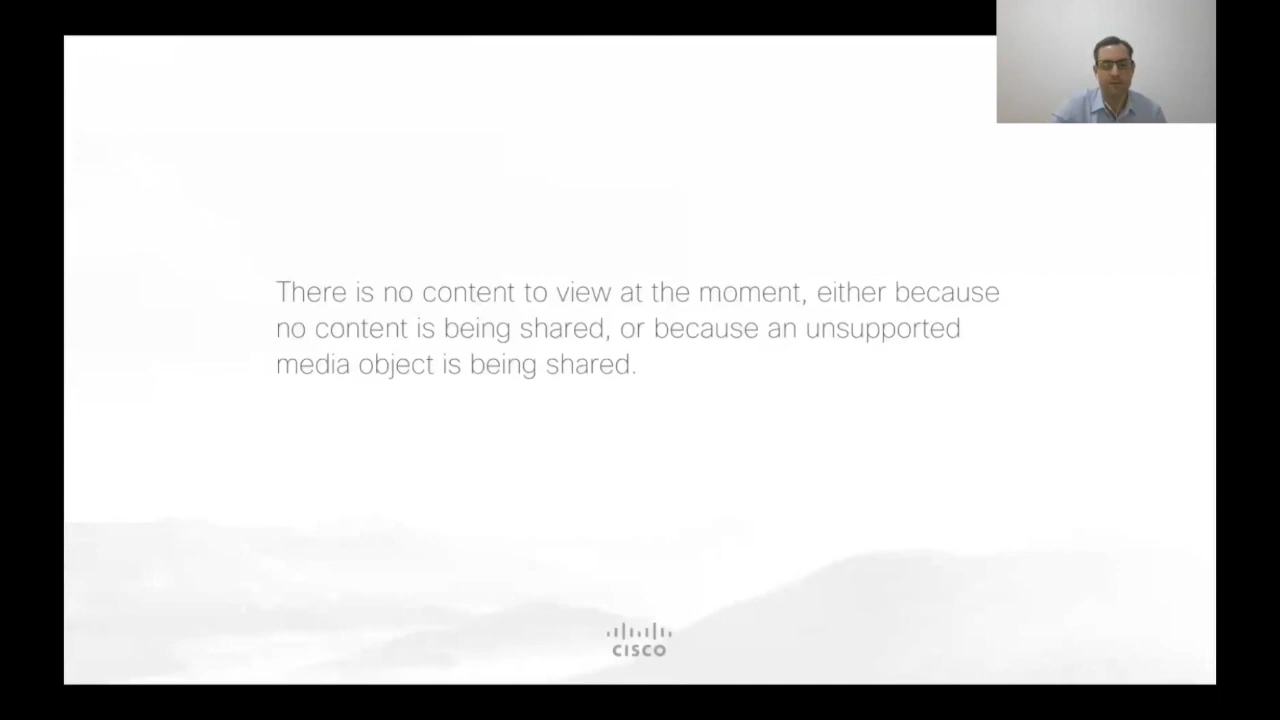 There is no content to view at the moment, either because
no content is being shared, or because an unsupported
media object is being shared.
CISCO